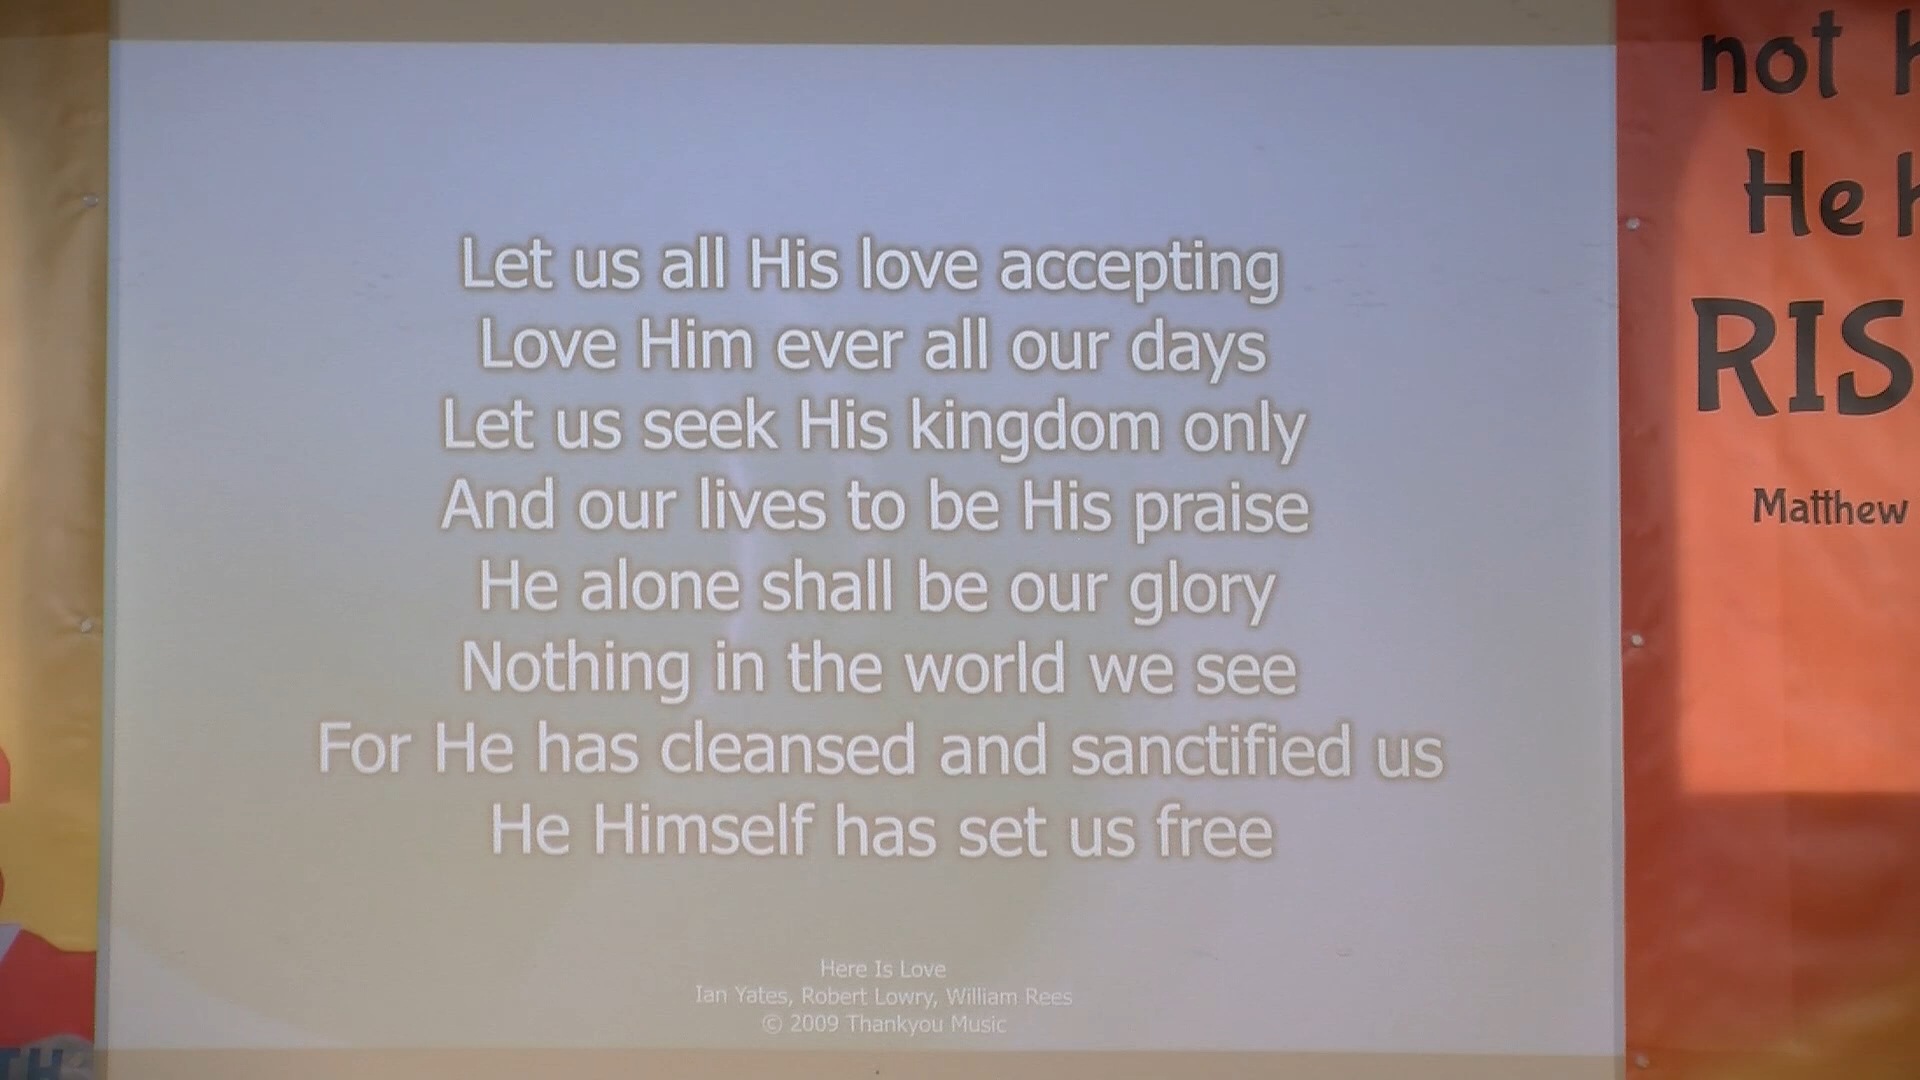 Let us all His love accepting
Love Him ever all our days
Let us seek His kingdom only
And our lives to be His praise
He alone shall be our glory
Nothing in the world we see
For He has cleansed and sanctified us
He Himself has set us free
Here Is Love
Ian Yates, Robert Lowry, William Rees
© 2009 Thankyou Music
not
He
RIS
Matthew